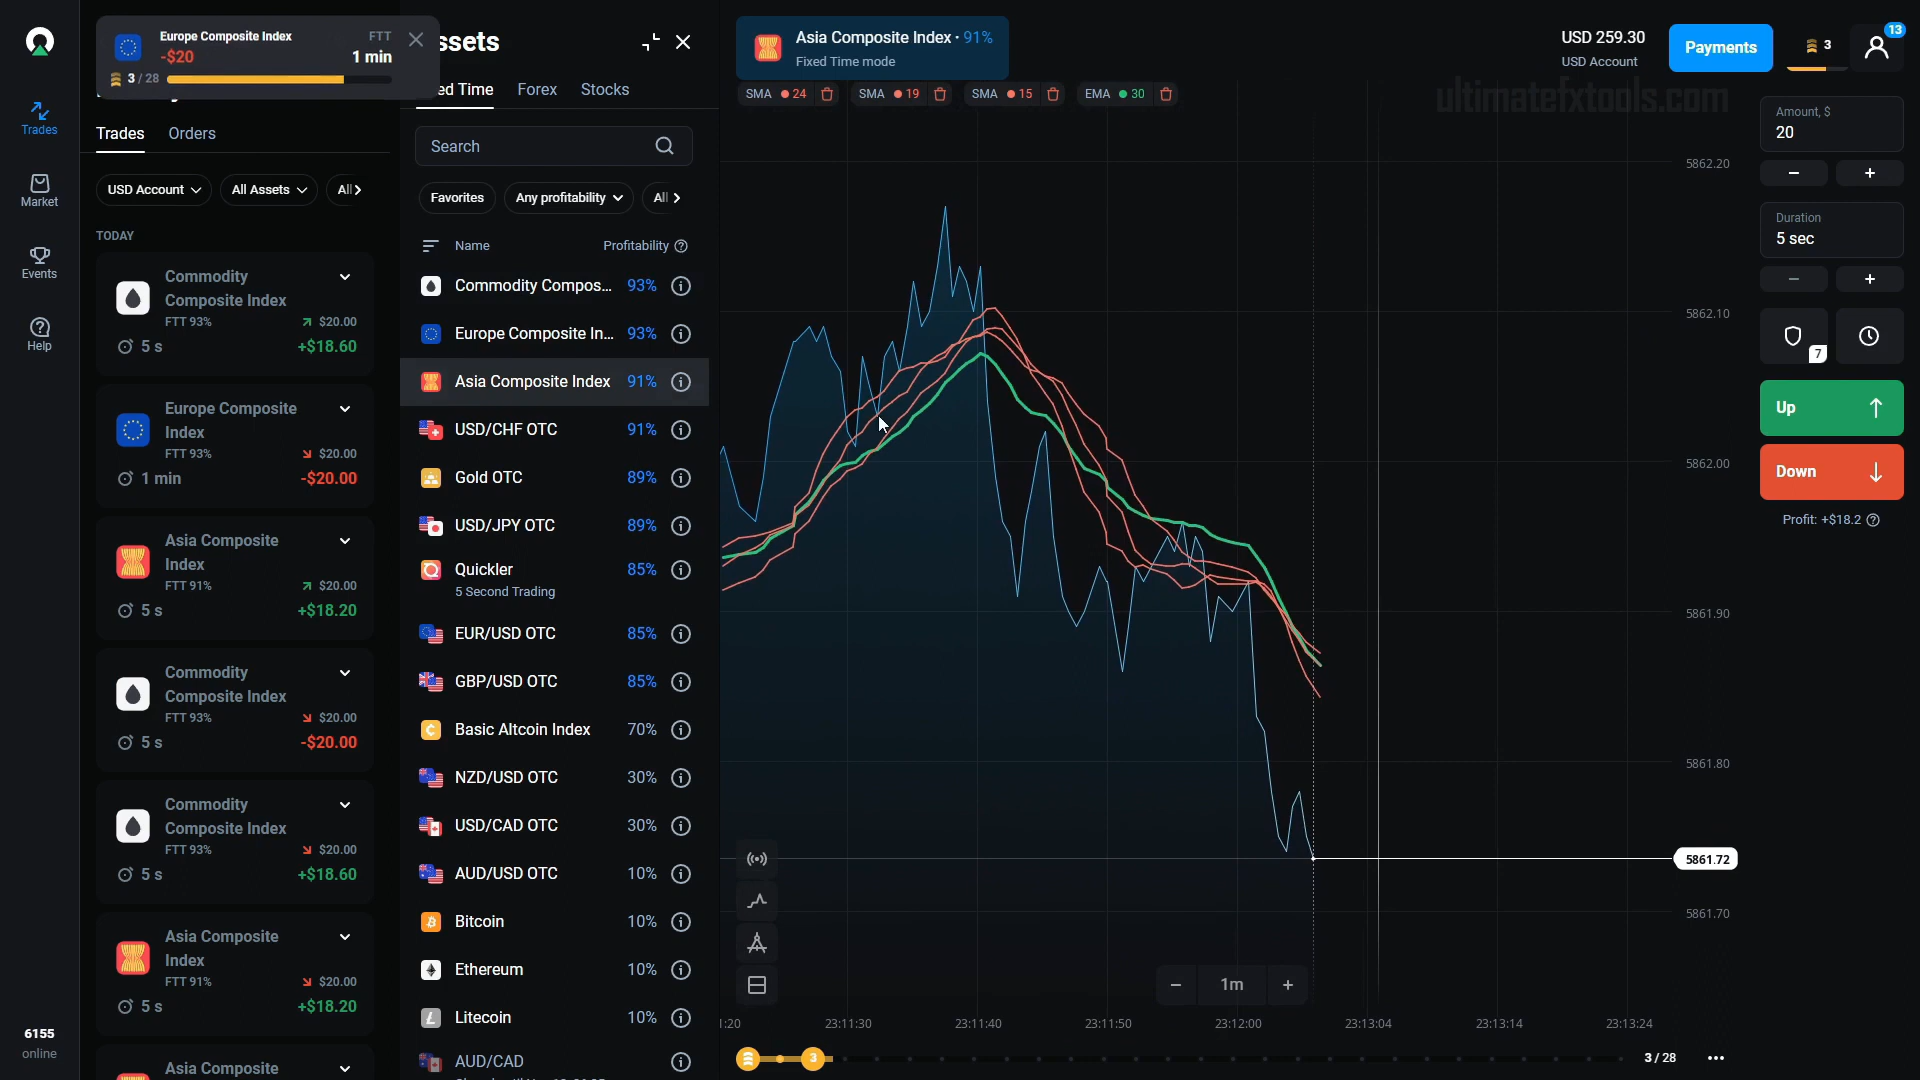 Europe Composite Index
FTT
-$20
1 min
3 / 28
Trades
Market
Events
Help
6155
online
Trades
Orders
USD Account
All Assets
All
TODAY
Commodity
Composite Index
FTT 93%
$20.00
5 s
+$18.60
Europe Composite
Index
FTT 93%
$20.00
1 min
-$20.00
Asia Composite
Index
FTT 91%
$20.00
5 s
+$18.20
Commodity
Composite Index
FTT 93%
$20.00
5 s
-$20.00
Commodity
Composite Index
FTT 93%
$20.00
5 s
+$18.60
Asia Composite
Index
FTT 91%
$20.00
5 s
+$18.20
Asia Composite
ssets
ed Time
Forex
Stocks
Search
Favorites
Any profitability
All
Name
Profitability
Commodity Compos... 93%
Europe Composite In... 93%
Asia Composite Index 91%
USD/CHF OTC 91%
Gold OTC 89%
USD/JPY OTC 89%
Quickler 85%
5 Second Trading
EUR/USD OTC 85%
GBP/USD OTC 85%
Basic Altcoin Index 70%
NZD/USD OTC 30%
USD/CAD OTC 30%
AUD/USD OTC 10%
Bitcoin 10%
Ethereum 10%
Litecoin 10%
AUD/CAD
Asia Composite Index · 91%
Fixed Time mode
SMA 24
SMA 19
SMA 15
EMA 30
ultimatefxtools.com
5862.20
5862.10
5862.00
5861.90
5861.80
5861.72
5861.70
1m
1:20
23:11:30
23:11:40
23:11:50
23:12:00
23:13:04
23:13:14
23:13:24
3
3 / 28
USD 259.30
USD Account
Payments
3
13
Amount, $
20
Duration
5 sec
7
Up
Down
Profit: +$18.2